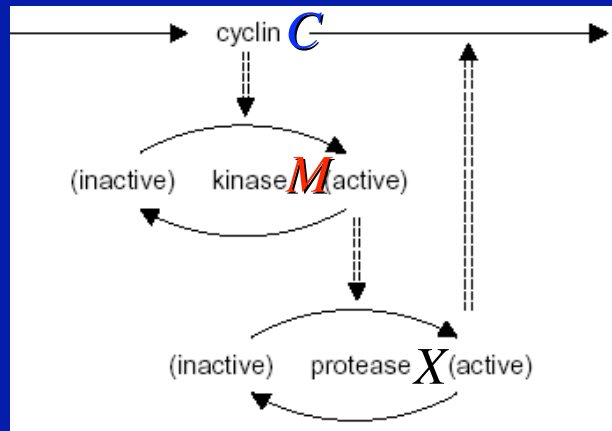 cyclin C
(inactive) kinase M (active)
(inactive) protease X (active)